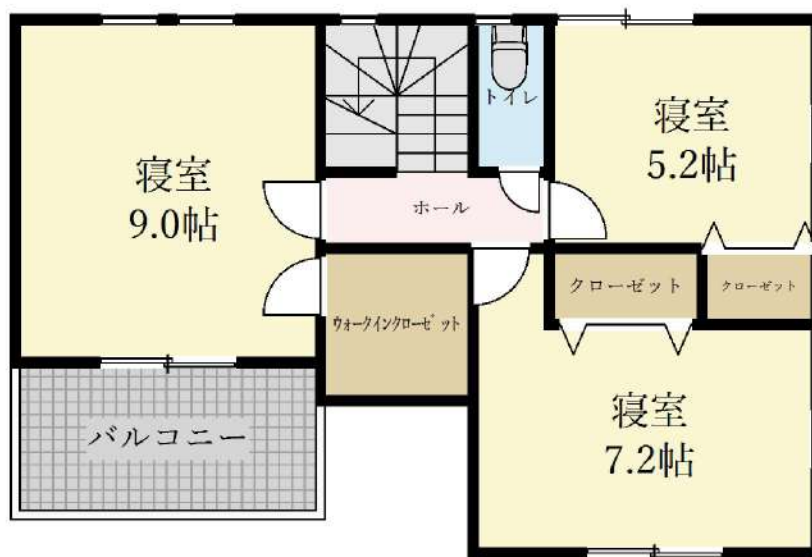 トイレ
寝室
5.2帖
寝室
9.0帖
ホール
クローゼット
クローゼット
ウォークインクローゼット
寝室
7.2帖
バルコニー